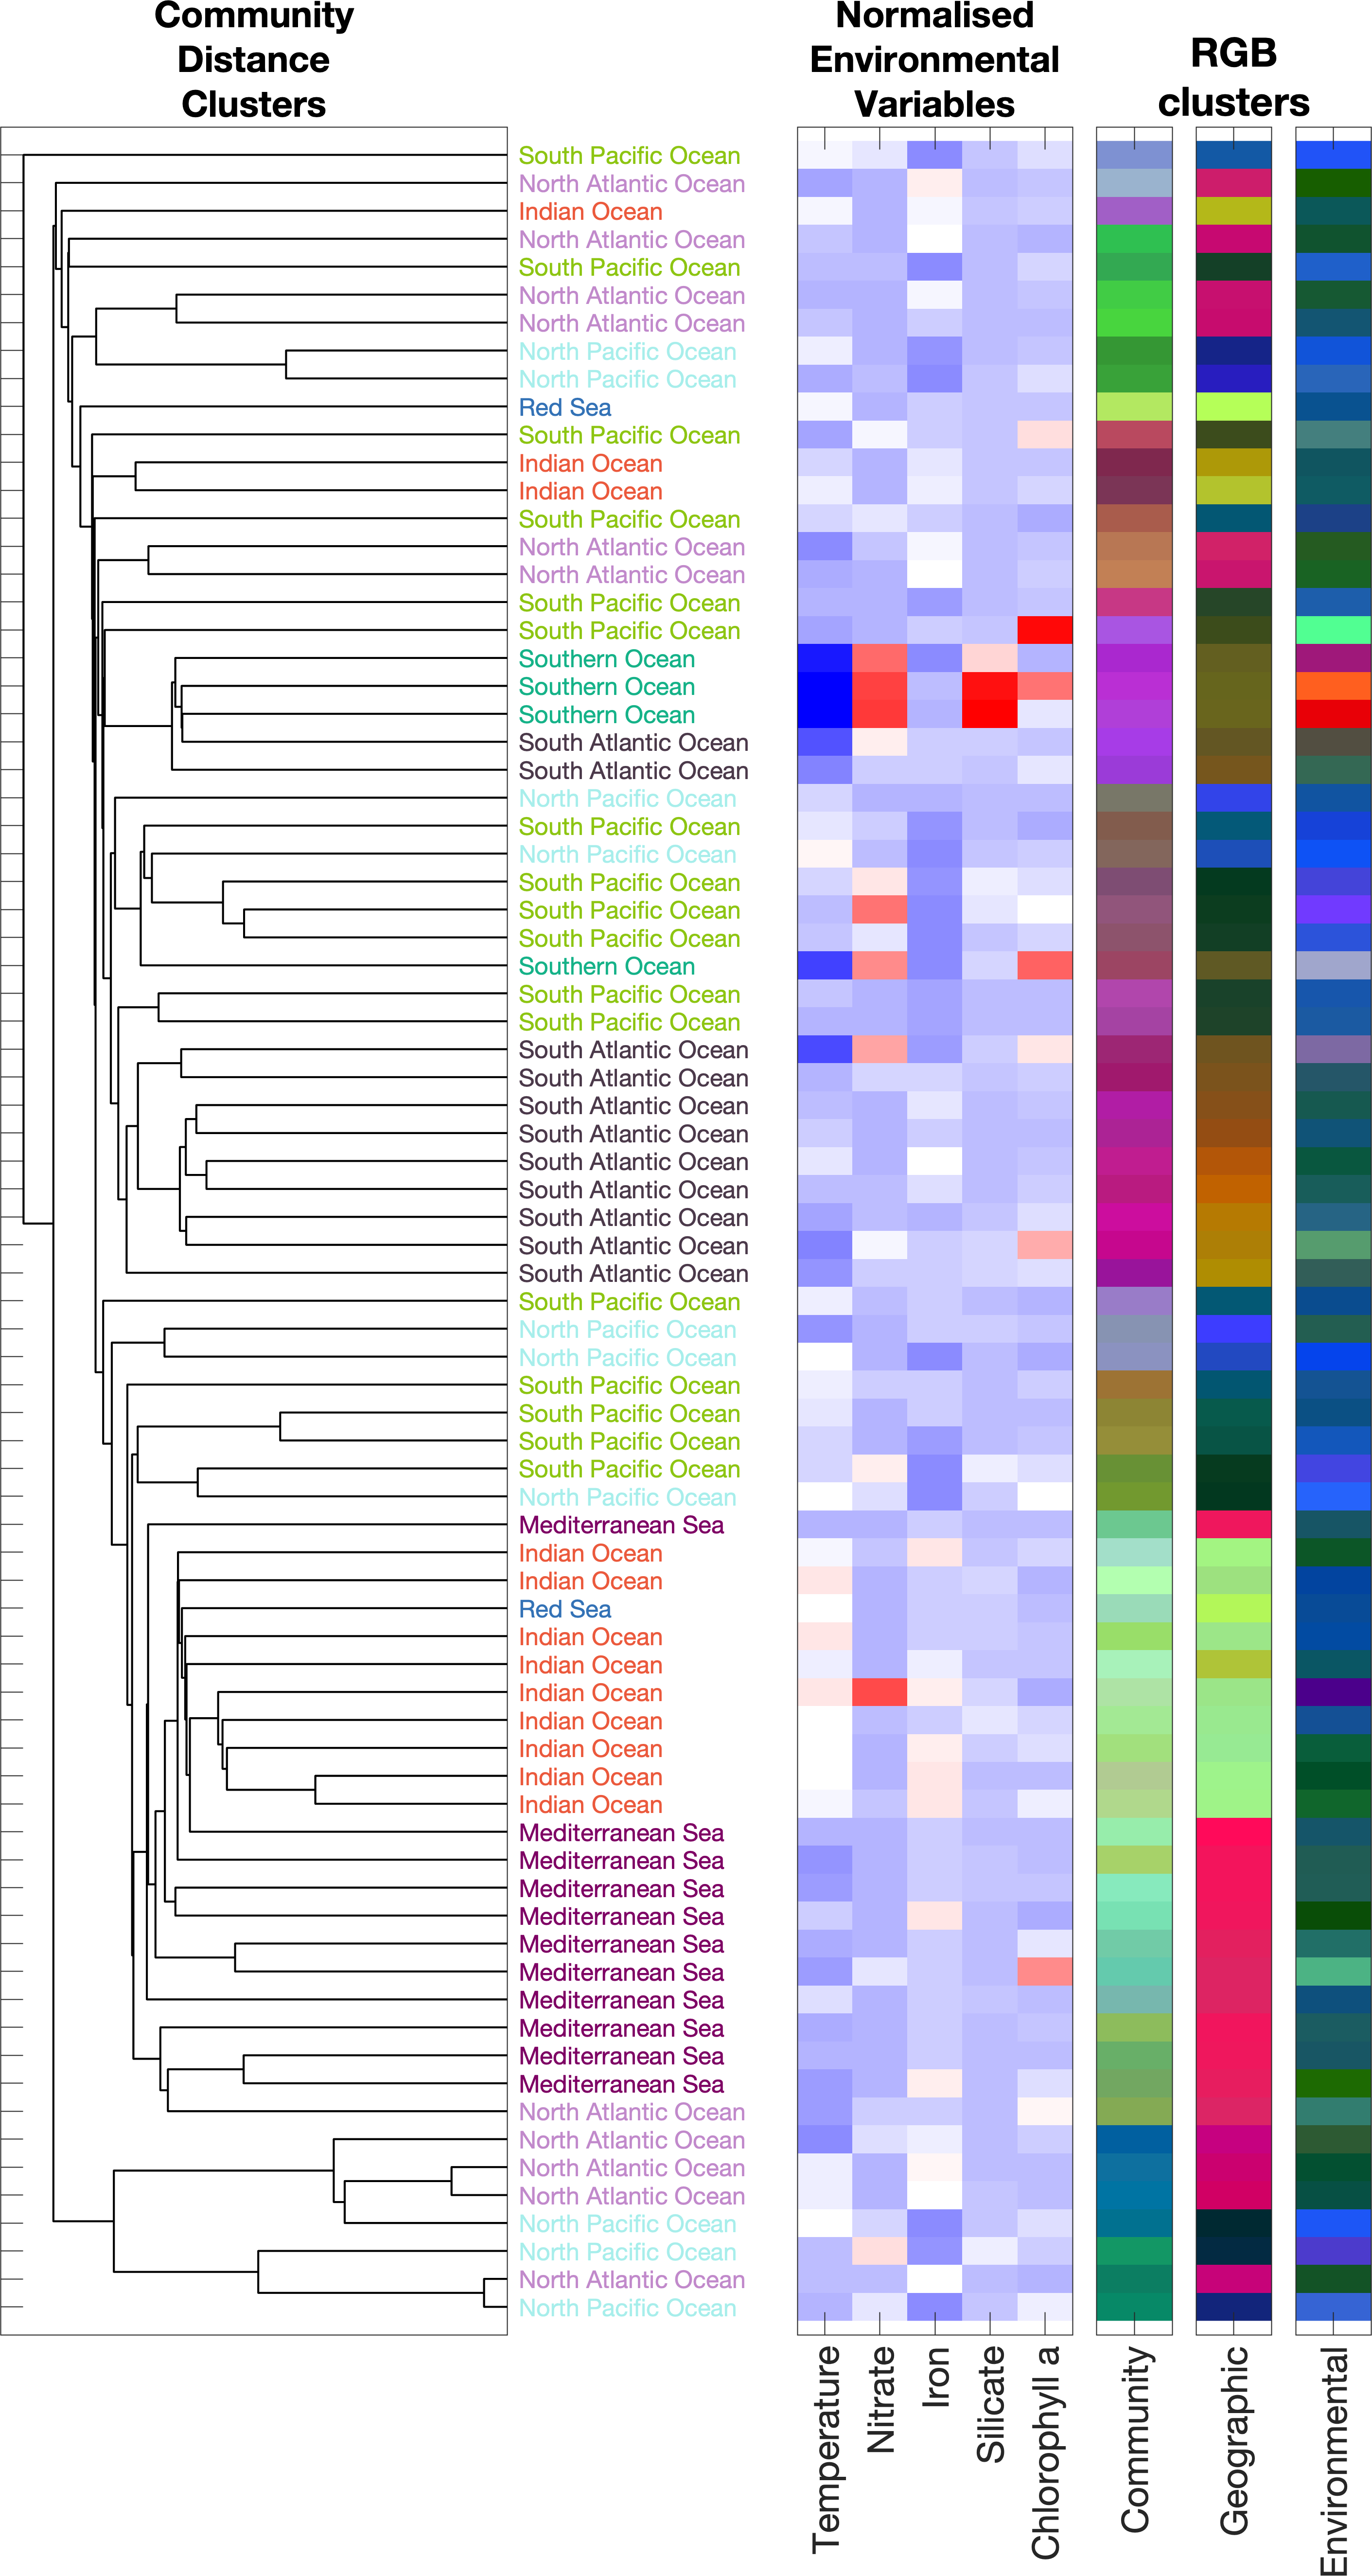 Community
Distance
Clusters
Normalised
Environmental
Variables
RGB
clusters
South Pacific Ocean
North Atlantic Ocean
Indian Ocean
North Atlantic Ocean
South Pacific Ocean
North Atlantic Ocean
North Atlantic Ocean
North Pacific Ocean
North Pacific Ocean
Red Sea
South Pacific Ocean
Indian Ocean
Indian Ocean
South Pacific Ocean
North Atlantic Ocean
North Atlantic Ocean
South Pacific Ocean
South Pacific Ocean
Southern Ocean
Southern Ocean
Southern Ocean
South Atlantic Ocean
South Atlantic Ocean
North Pacific Ocean
South Pacific Ocean
North Pacific Ocean
South Pacific Ocean
South Pacific Ocean
South Pacific Ocean
Southern Ocean
South Pacific Ocean
South Pacific Ocean
South Atlantic Ocean
South Atlantic Ocean
South Atlantic Ocean
South Atlantic Ocean
South Atlantic Ocean
South Atlantic Ocean
South Atlantic Ocean
South Atlantic Ocean
South Atlantic Ocean
South Pacific Ocean
North Pacific Ocean
North Pacific Ocean
South Pacific Ocean
South Pacific Ocean
South Pacific Ocean
South Pacific Ocean
North Pacific Ocean
Mediterranean Sea
Indian Ocean
Indian Ocean
Red Sea
Indian Ocean
Indian Ocean
Indian Ocean
Indian Ocean
Indian Ocean
Indian Ocean
Indian Ocean
Mediterranean Sea
Mediterranean Sea
Mediterranean Sea
Mediterranean Sea
Mediterranean Sea
Mediterranean Sea
Mediterranean Sea
Mediterranean Sea
Mediterranean Sea
Mediterranean Sea
North Atlantic Ocean
North Atlantic Ocean
North Atlantic Ocean
North Atlantic Ocean
North Pacific Ocean
North Pacific Ocean
North Atlantic Ocean
North Pacific Ocean
Temperature
Nitrate
Iron
Silicate
Chlorophyll a
Community
Geographic
Environmental